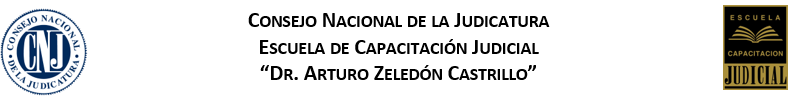 CONSEJO NACIONAL
CNJ
DE LA JUDICATURA
CONSEJO NACIONAL DE LA JUDICATURA
ESCUELA DE CAPACITACIÓN JUDICIAL
“DR. ARTURO ZELEDÓN CASTRILLO”
ESCUELA
CAPACITACION
JUDICIAL